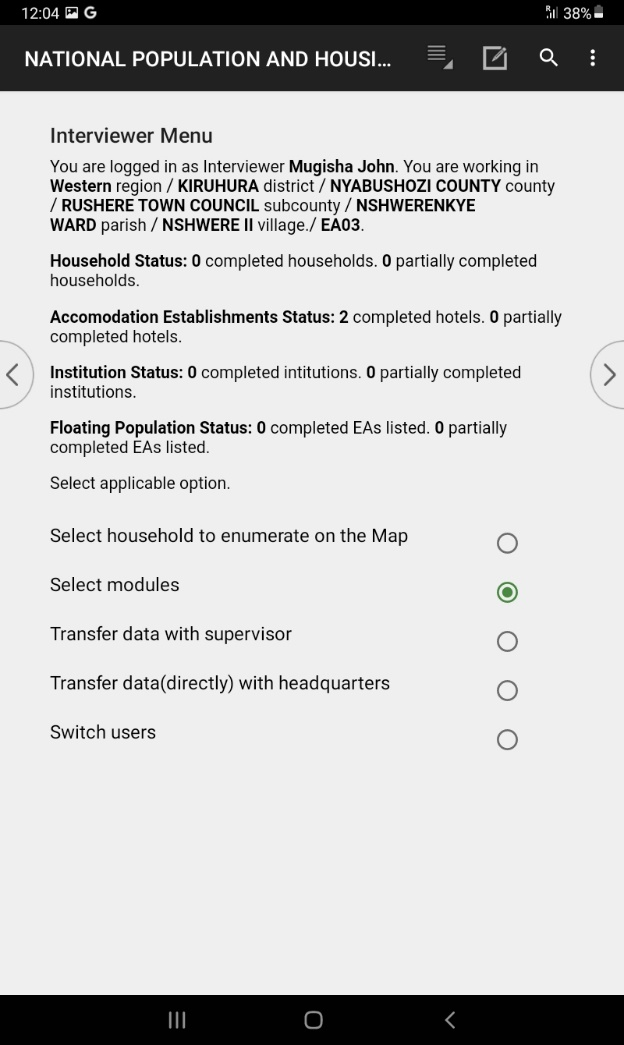 12:04 G R 38%
NATIONAL POPULATION AND HOUSI...
Interviewer Menu
You are logged in as Interviewer Mugisha John. You are working in
Western region / KIRUHURA district / NYABUSHOZI COUNTY county
/ RUSHERE TOWN COUNCIL subcounty / NSHWERENKYE
WARD parish / NSHWERE II village./ EA03.
Household Status: 0 completed households. 0 partially completed
households.
Accomodation Establishments Status: 2 completed hotels. 0 partially
completed hotels.
Institution Status: 0 completed intitutions. 0 partially completed
institutions.
Floating Population Status: 0 completed EAs listed. 0 partially
completed EAs listed.
Select applicable option.
Select household to enumerate on the Map
Select modules
Transfer data with supervisor
Transfer data(directly) with headquarters
Switch users